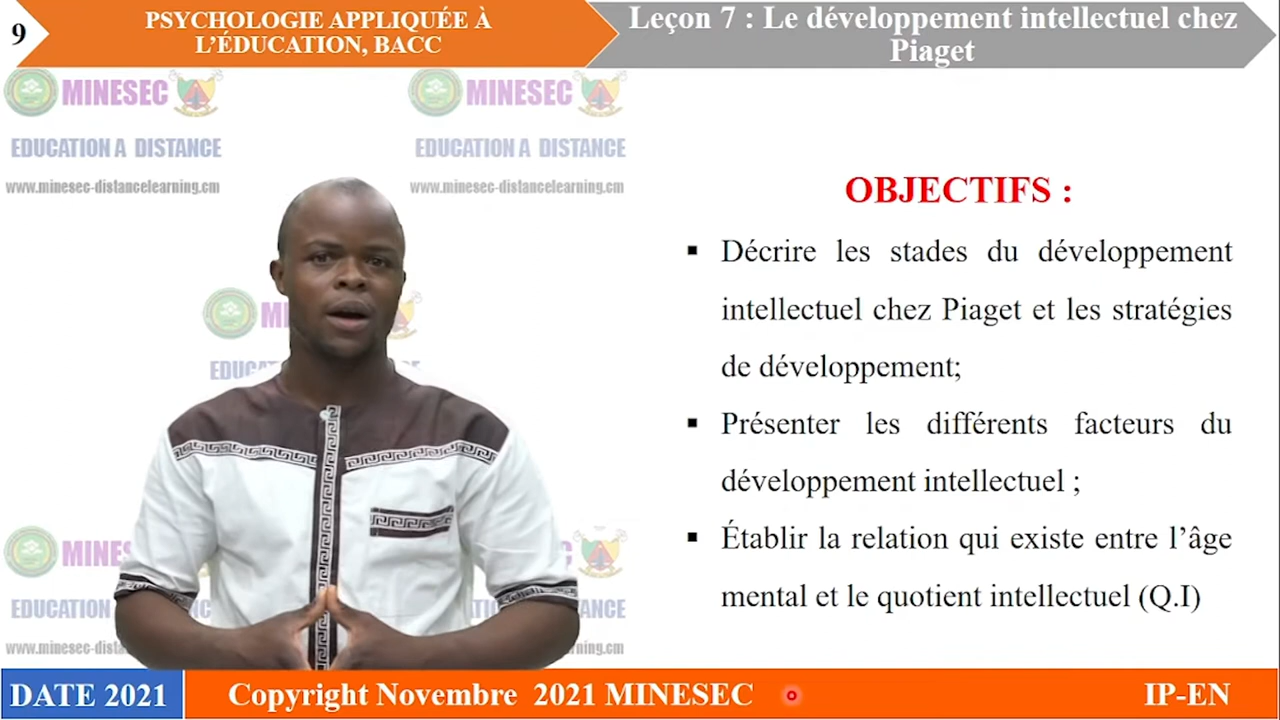 9
PSYCHOLOGIE APPLIQUÉE À
L'ÉDUCATION, BACC
Leçon 7 : Le développement intellectuel chez
Piaget
MINESEC
EDUCATION A DISTANCE
www.minesec-distancelearning.cm
MINESEC
EDUCATION A DISTANCE
www.minesec-distancelearning.cm
OBJECTIFS :
▪ Décrire les stades du développement
intellectuel chez Piaget et les stratégies
de développement;
▪ Présenter les différents facteurs du
développement intellectuel ;
▪ Établir la relation qui existe entre l'âge
mental et le quotient intellectuel (Q.I)
DATE 2021
Copyright Novembre 2021 MINESEC
IP-EN